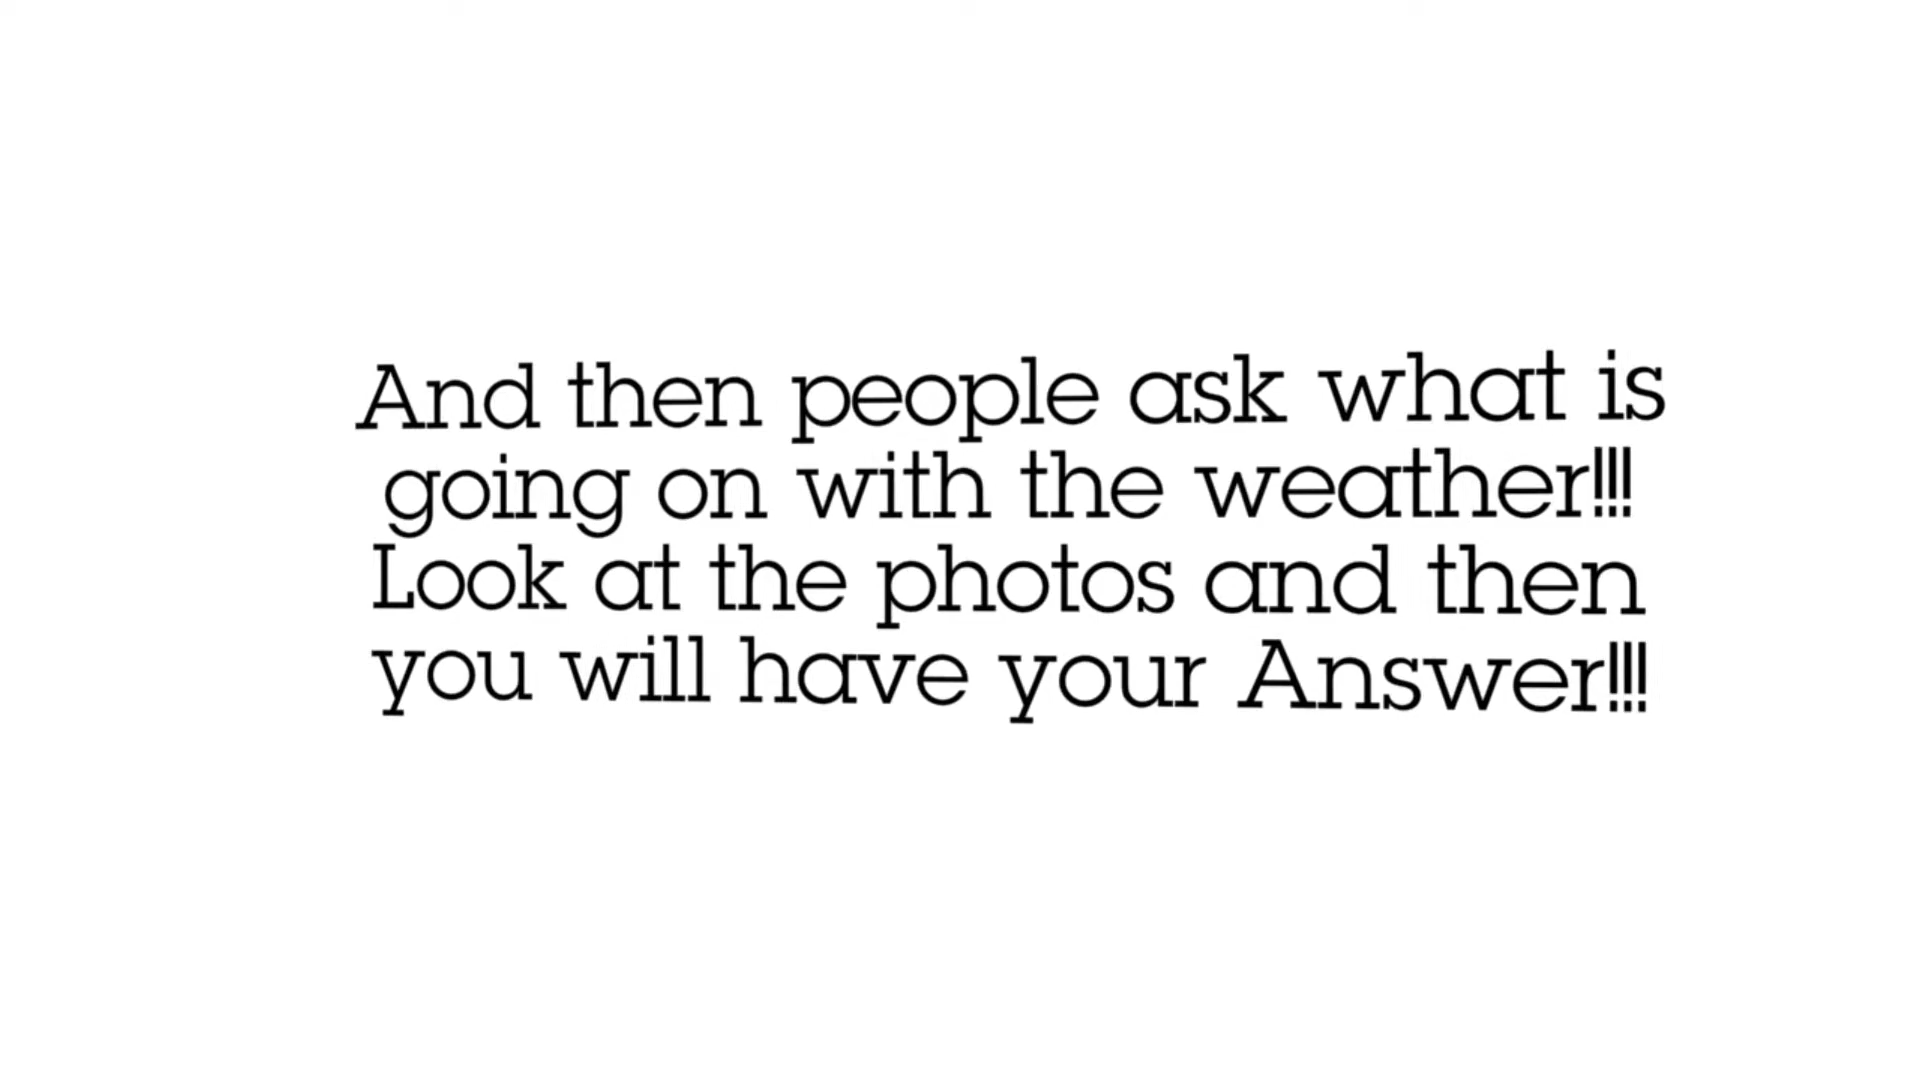 And then people ask what is
going on with the weather!!!
Look at the photos and then
you will have your Answer!!!